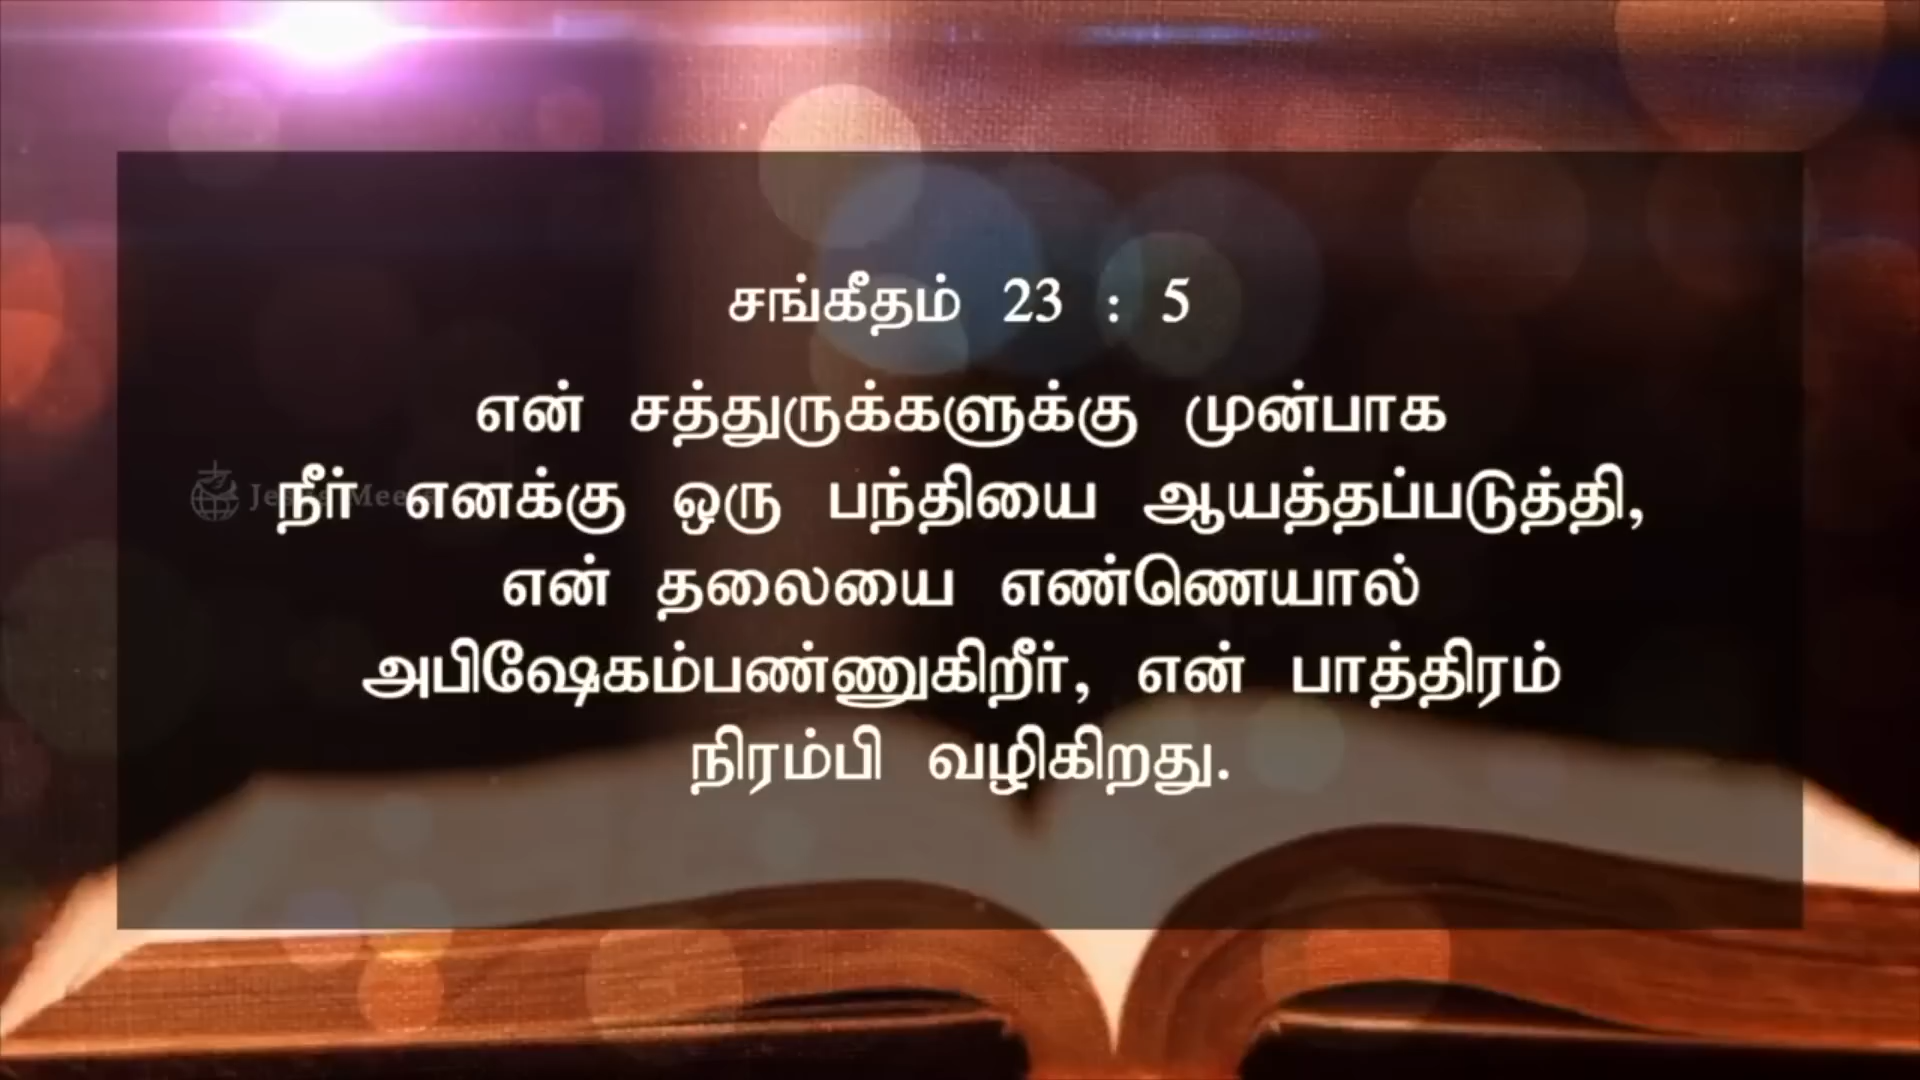 சங்கீதம் 23 : 5
என் சத்துருக்களுக்கு முன்பாக
நீர் எனக்கு ஒரு பந்தியை ஆயத்தப்படுத்தி,
என் தலையை எண்ணெயால்
அபிஷேகம்பண்ணுகிறீர், என் பாத்திரம்
நிரம்பி வழிகிறது.